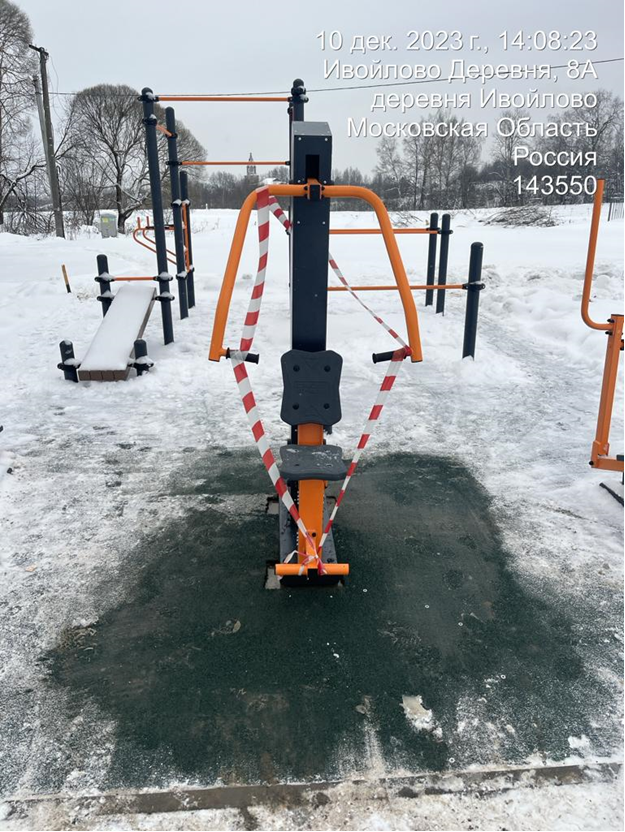 10 дек. 2023 г., 14:08:23
Ивойлово Деревня, 8А
деревня Ивойлово
Московская Область
Россия
143550